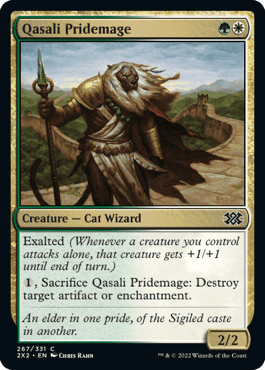 Qasali Pridemage
Creature — Cat Wizard
Exalted (Whenever a creature you control
attacks alone, that creature gets +1/+1
until end of turn.)
1, Sacrifice Qasali Pridemage: Destroy
target artifact or enchantment.
An elder in one pride, of the Sigiled caste
in another.
2/2
267/331 C
2X2 • EN Chris Rahn
™ & © 2022 Wizards of the Coast